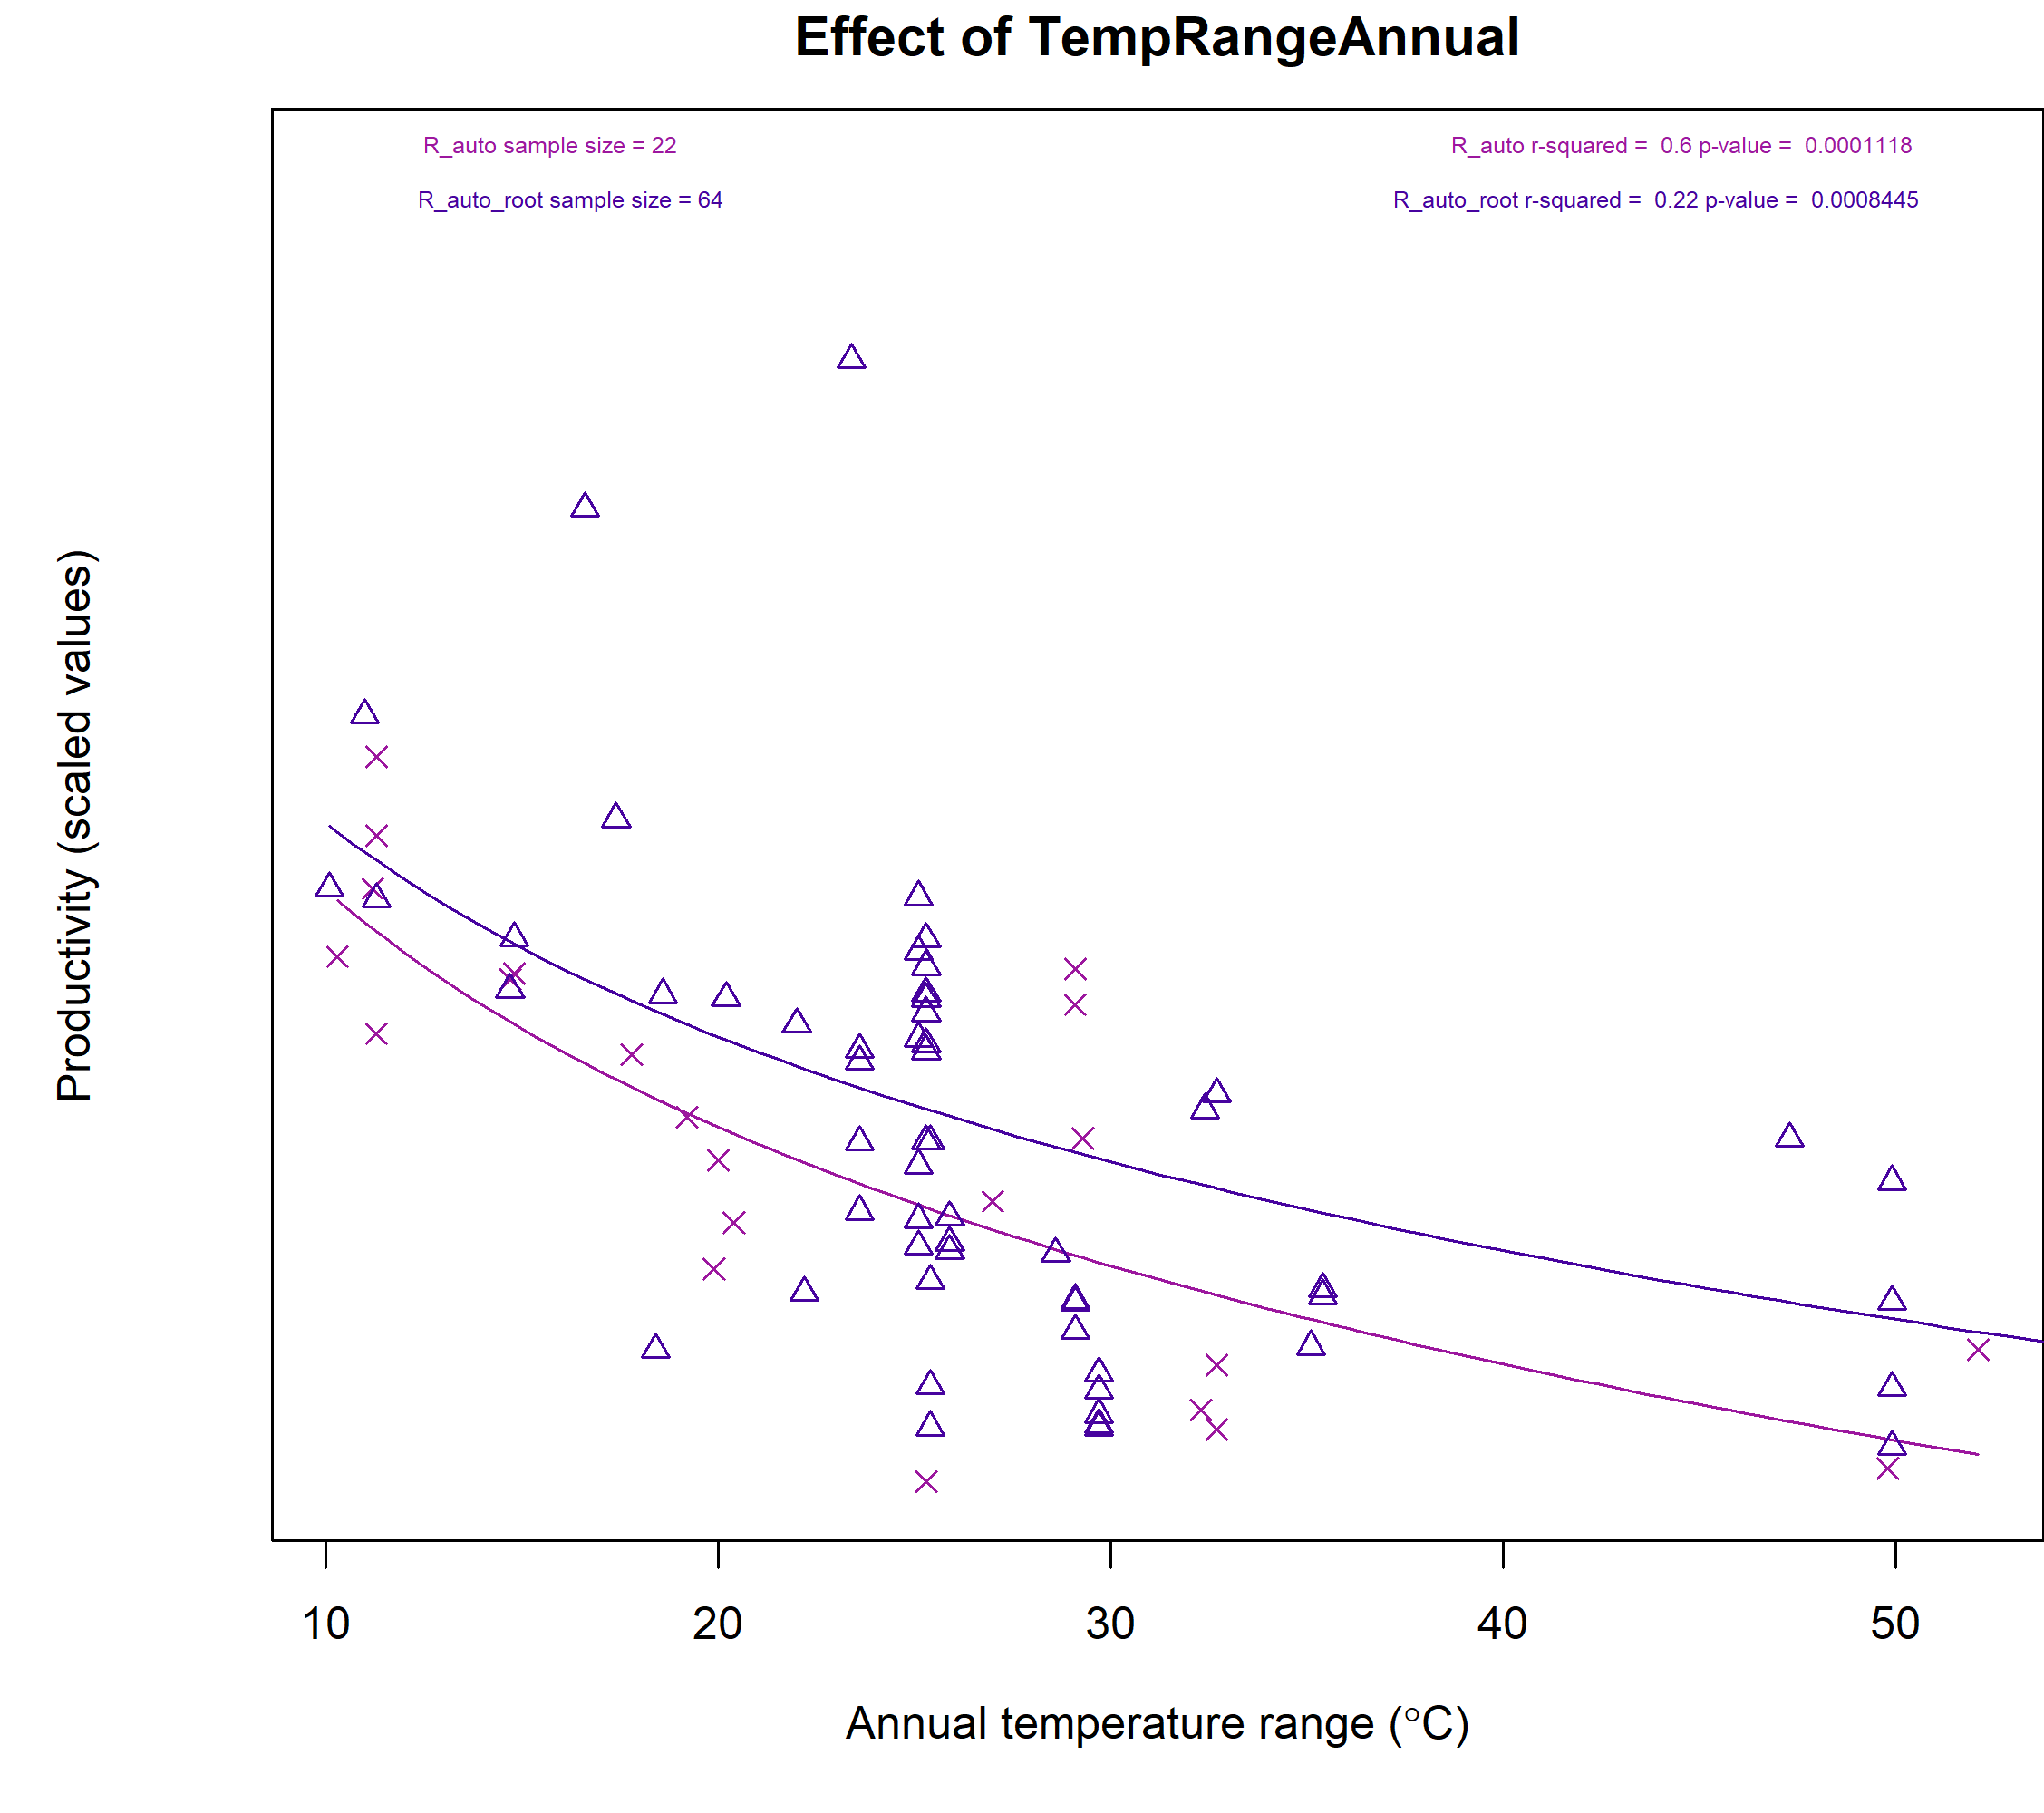 Effect of TempRangeAnnual
R_auto sample size = 22
R_auto r-squared =  0.6 p-value =  0.0001118
R_auto_root sample size = 64
R_auto_root r-squared =  0.22 p-value =  0.0008445
Productivity (scaled values)
10 20 30 40 50
Annual temperature range (°C)